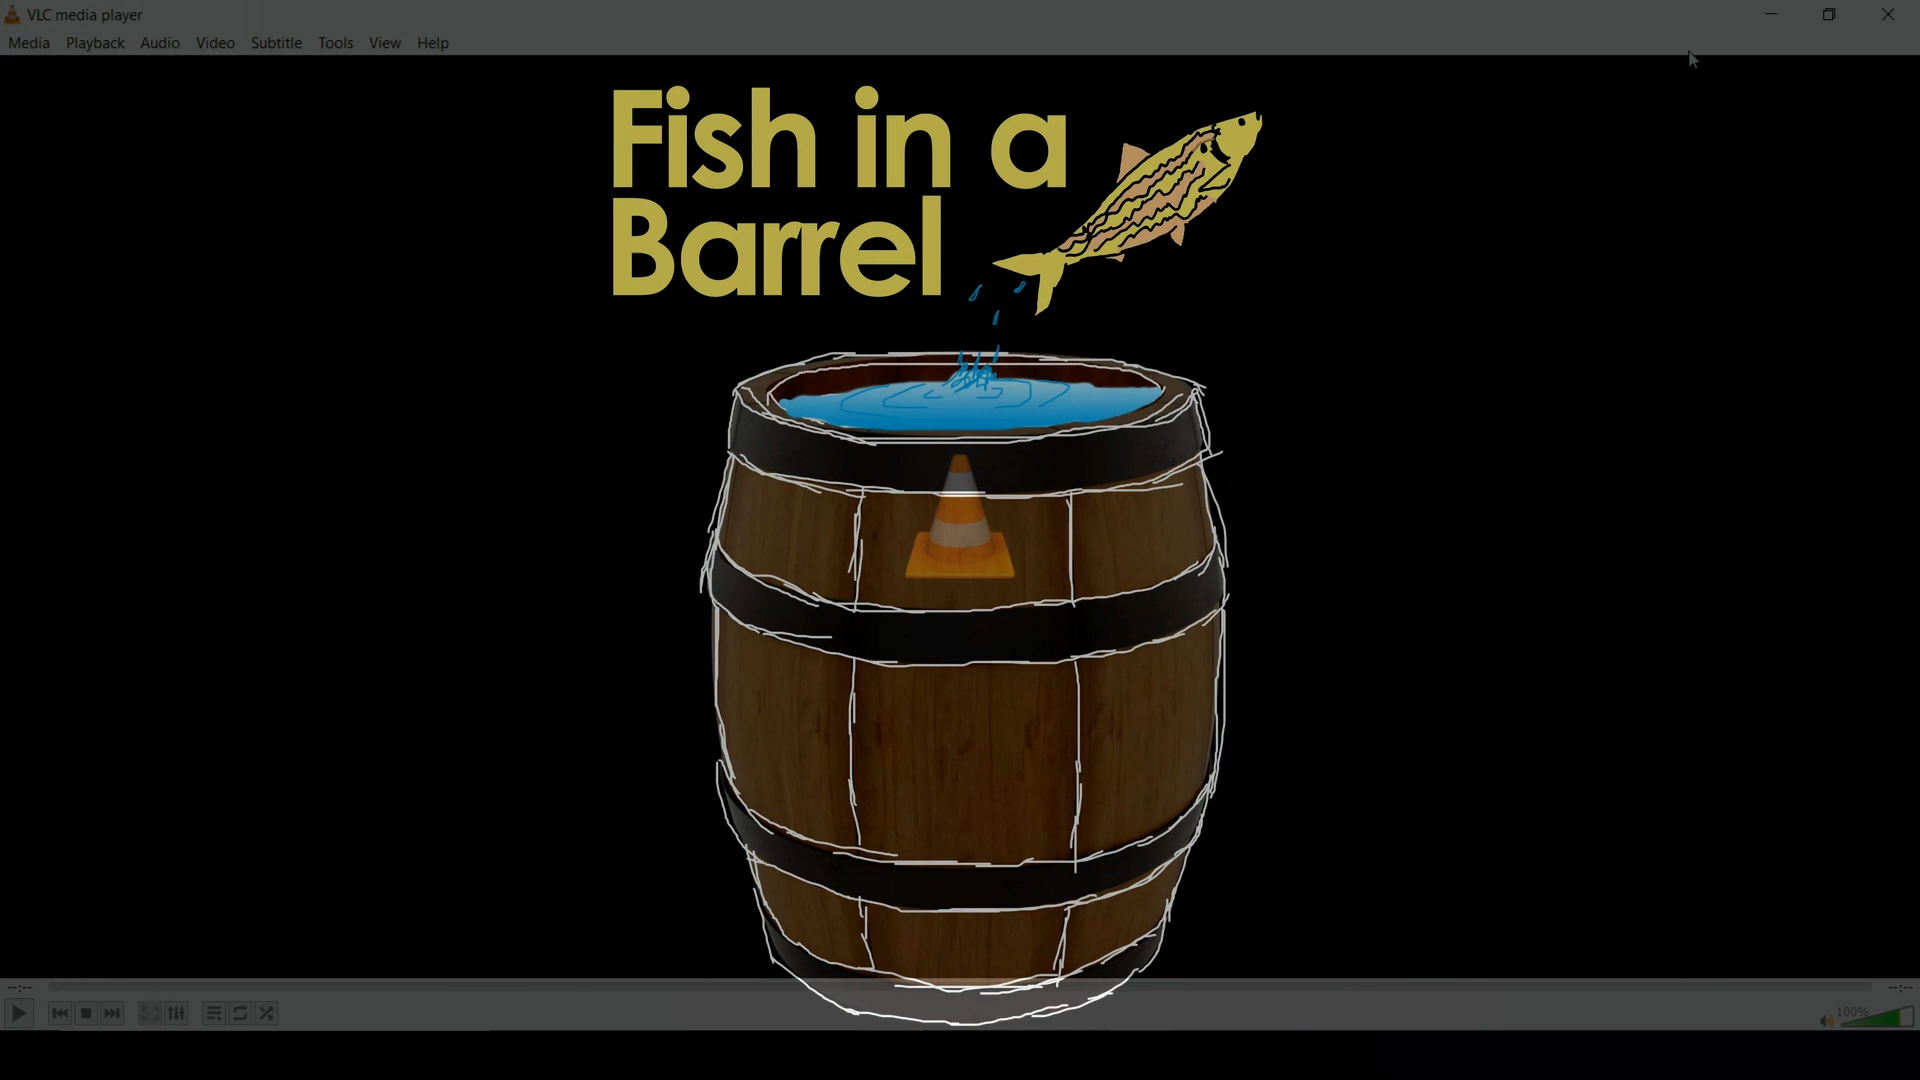 VLC media player
Media Playback Audio Video Subtitle Tools View Help
Fish in a
Barrel
--:-- --:--
100%